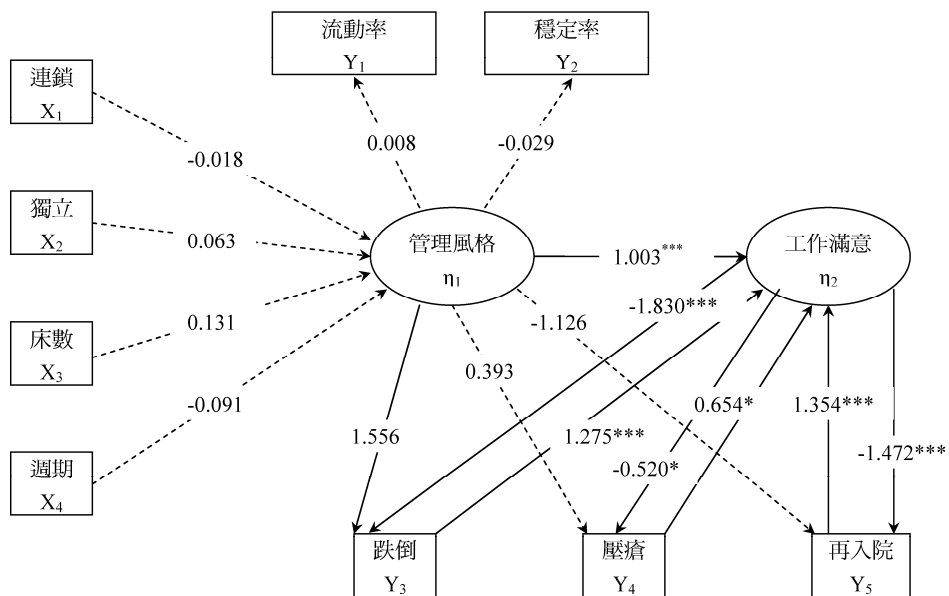 流動率
Y1
穩定率
Y2
連鎖
X1
0.008
-0.029
-0.018
獨立
X2
0.063
管理風格
η1
1.003***
工作滿意
η2
床數
X3
0.131
-1.126
-1.830***
0.393
-0.091
0.654*
1.354***
1.556
1.275***
-0.520*
-1.472***
週期
X4
跌倒
Y3
壓瘡
Y4
再入院
Y5